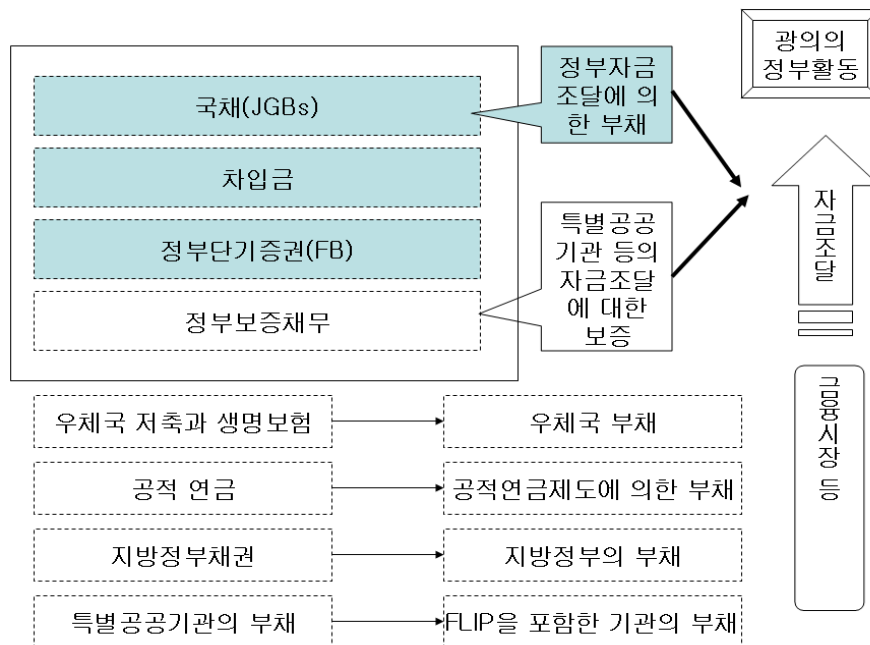 국채(JGBs)
차입금
정부단기증권(FB)
정부보증채무
정부자금
조달에 의
한 부채
특별공공
기관 등의
자금조달
에 대한
보증
광의의
정부활동
자금조달
금융시장 등
우체국 저축과 생명보험
우체국 부채
공적 연금
공적연금제도에 의한 부채
지방정부채권
지방정부의 부채
특별공공기관의 부채
FLIP을 포함한 기관의 부채